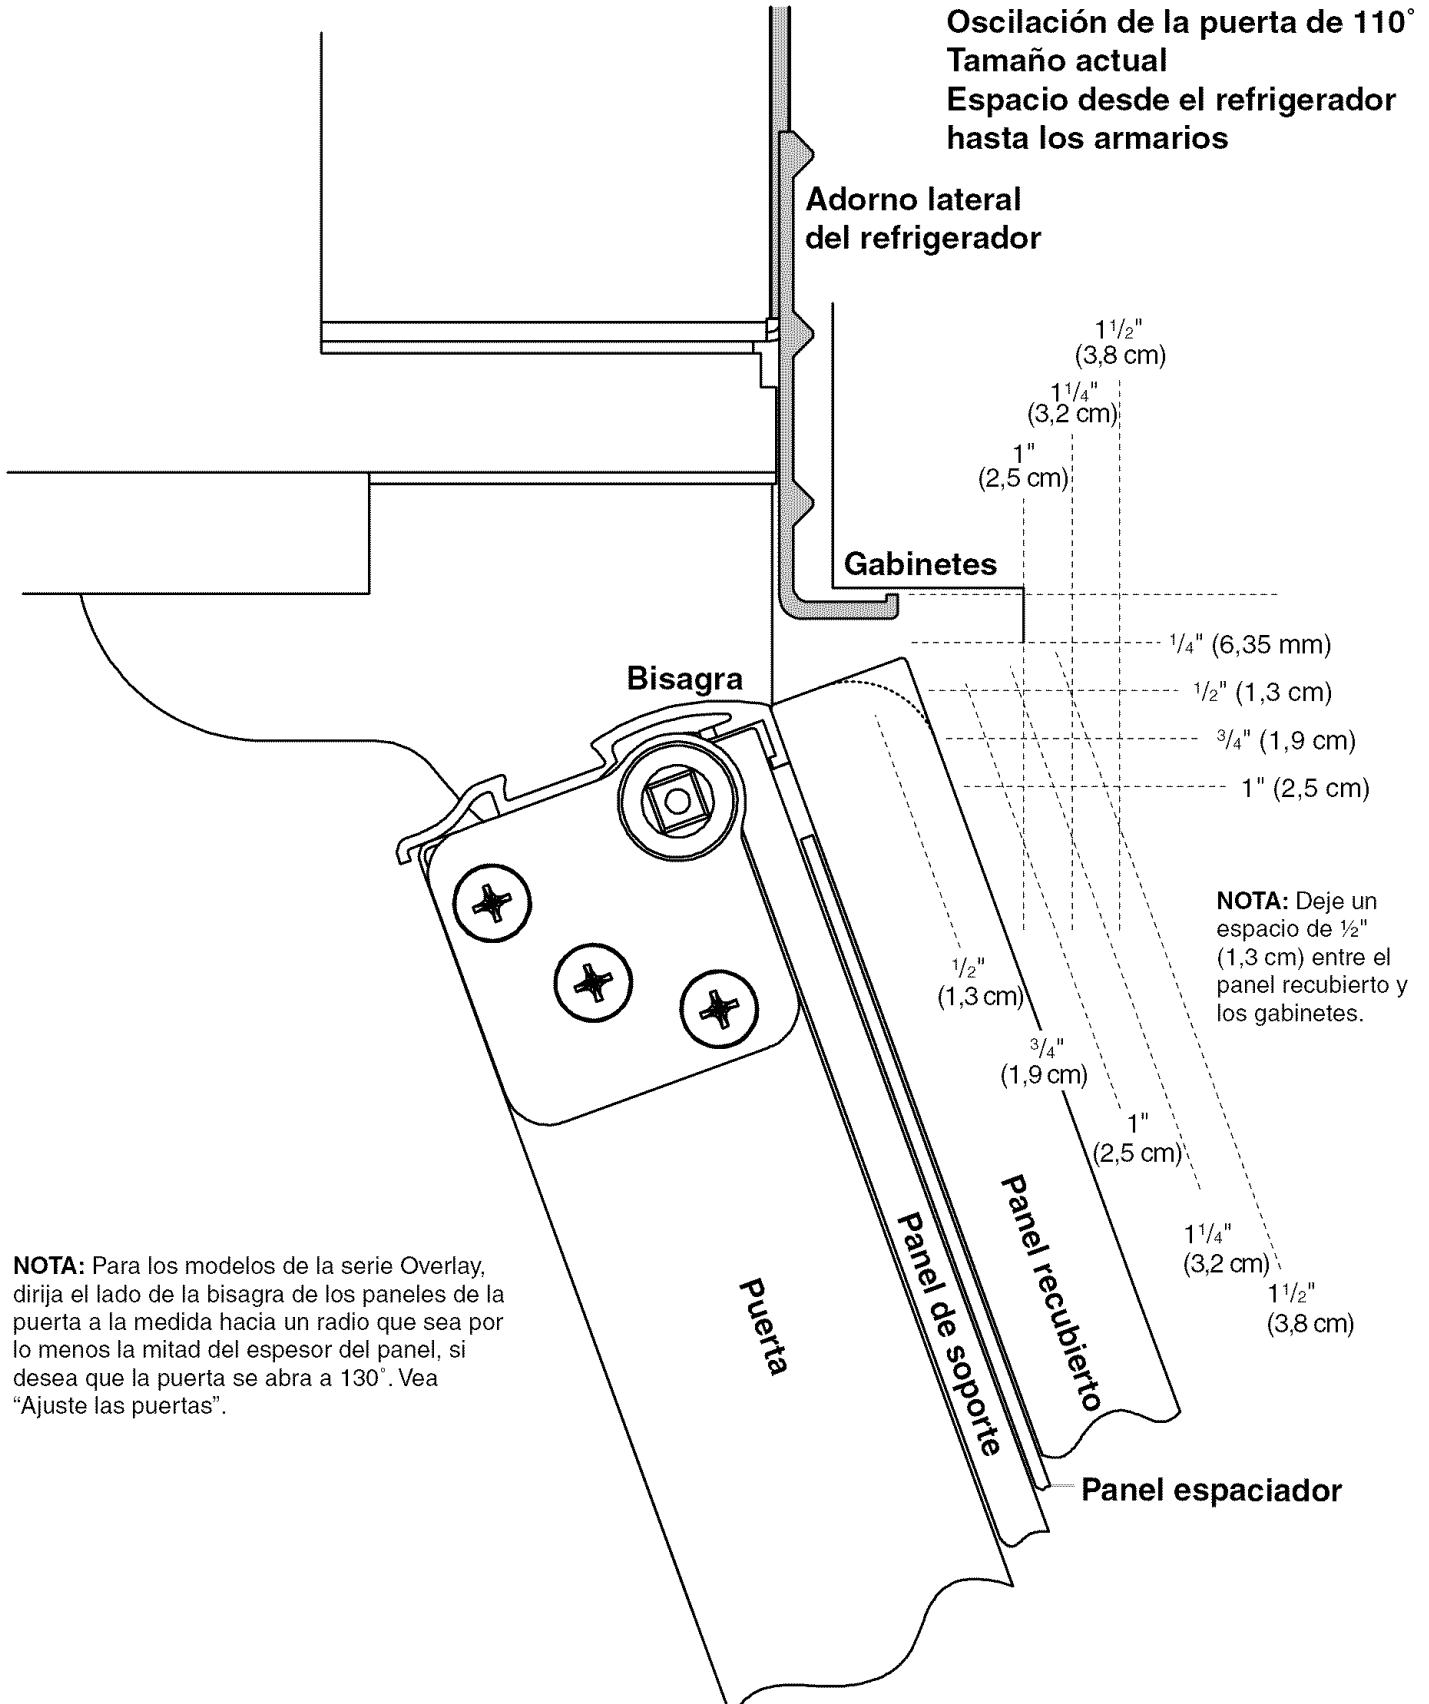 Oscilación de la puerta de 110˚
Tamaño actual
Espacio desde el refrigerador
hasta los armarios
Adorno lateral
del refrigerador
1 1/2"
(3,8 cm)
1 1/4"
(3,2 cm)
1"
(2,5 cm)
Gabinetes
1/4" (6,35 mm)
Bisagra
1/2" (1,3 cm)
3/4" (1,9 cm)
1" (2,5 cm)
NOTA: Deje un
espacio de ½"
(1,3 cm) entre el
panel recubierto y
los gabinetes.
1/2"
(1,3 cm)
3/4"
(1,9 cm)
1"
(2,5 cm)
1 1/4"
(3,2 cm)
1 1/2"
(3,8 cm)
NOTA: Para los modelos de la serie Overlay,
dirija el lado de la bisagra de los paneles de la
puerta a la medida hacia un radio que sea por
lo menos la mitad del espesor del panel, si
desea que la puerta se abra a 130˚. Vea
“Ajuste las puertas”.
Puerta
Panel de soporte
Panel recubierto
Panel espaciador